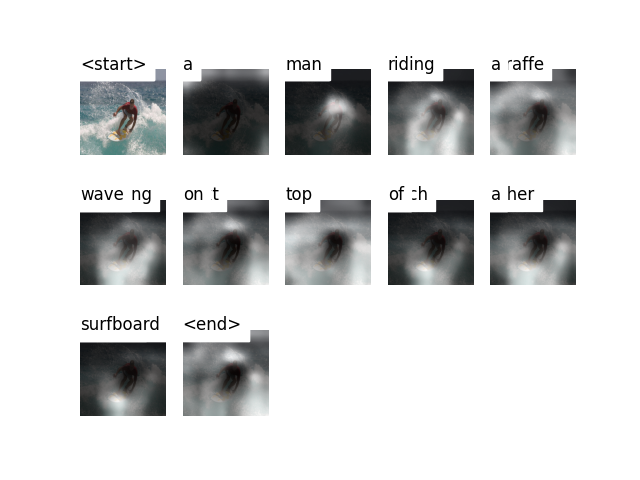 <start> a man riding a raffe
wave ng on t top of ch a her
surfboard <end>